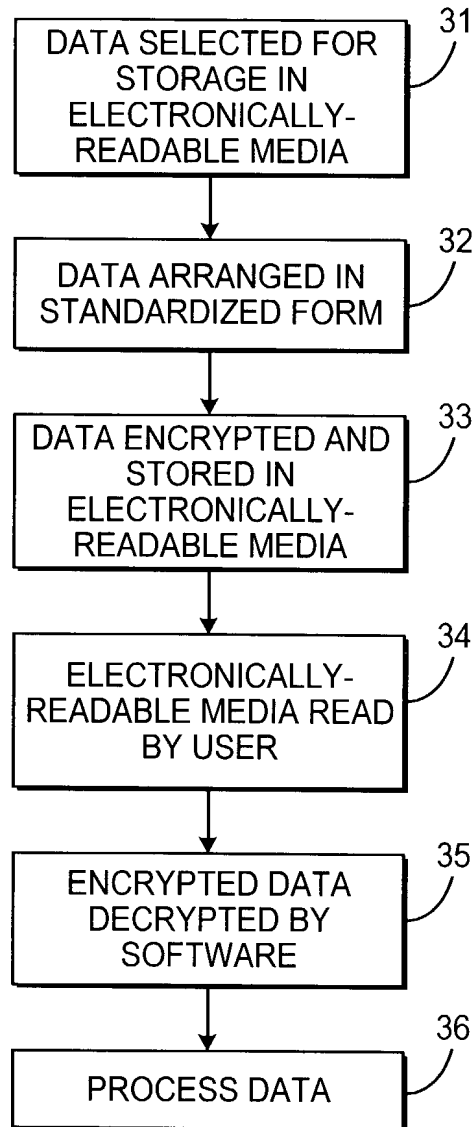 31
DATA SELECTED FOR
STORAGE IN
ELECTRONICALLY-
READABLE MEDIA
32
DATA ARRANGED IN
STANDARDIZED FORM
33
DATA ENCRYPTED AND
STORED IN
ELECTRONICALLY-
READABLE MEDIA
34
ELECTRONICALLY-
READABLE MEDIA READ
BY USER
35
ENCRYPTED DATA
DECRYPTED BY
SOFTWARE
36
PROCESS DATA